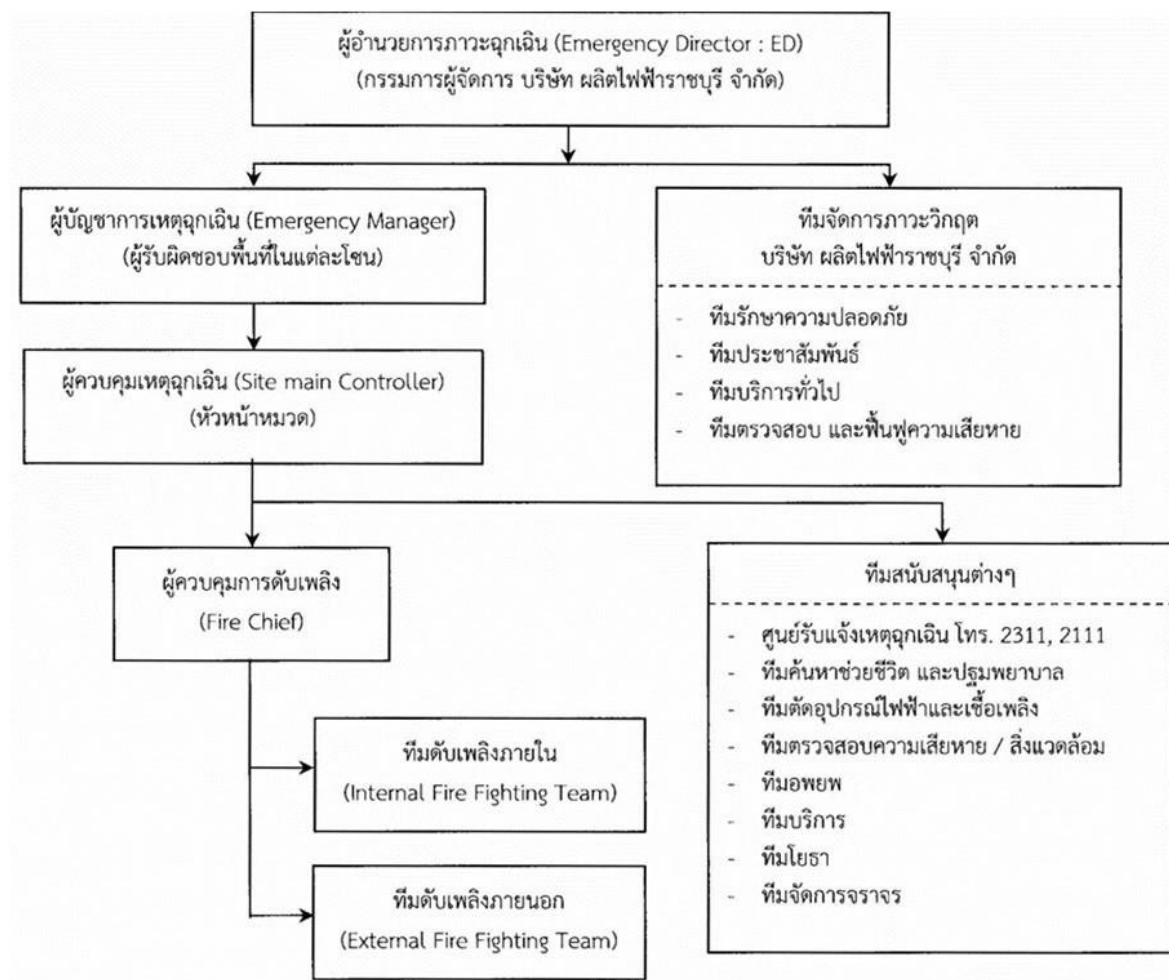 ผู้อำนวยการภาวะฉุกเฉิน (Emergency Director : ED)
(กรรมการผู้จัดการ บริษัท ผลิตไฟฟ้าราชบุรี จำกัด)
ผู้บัญชาการเหตุฉุกเฉิน (Emergency Manager)
(ผู้รับผิดชอบพื้นที่ในแต่ละโซน)
ทีมจัดการภาวะวิกฤต
บริษัท ผลิตไฟฟ้าราชบุรี จำกัด
- ทีมรักษาความปลอดภัย
- ทีมประชาสัมพันธ์
- ทีมบริการทั่วไป
- ทีมตรวจสอบ และฟื้นฟูความเสียหาย
ผู้ควบคุมเหตุฉุกเฉิน (Site main Controller)
(หัวหน้าหมวด)
ผู้ควบคุมการดับเพลิง
(Fire Chief)
ทีมสนับสนุนต่างๆ
- ศูนย์รับแจ้งเหตุฉุกเฉิน โทร. 2311, 2111
- ทีมค้นหาช่วยชีวิต และปฐมพยาบาล
- ทีมตัดอุปกรณ์ไฟฟ้าและเชื้อเพลิง
- ทีมตรวจสอบความเสียหาย / สิ่งแวดล้อม
- ทีมอพยพ
- ทีมบริการ
- ทีมโยธา
- ทีมจัดการจราจร
ทีมดับเพลิงภายใน
(Internal Fire Fighting Team)
ทีมดับเพลิงภายนอก
(External Fire Fighting Team)